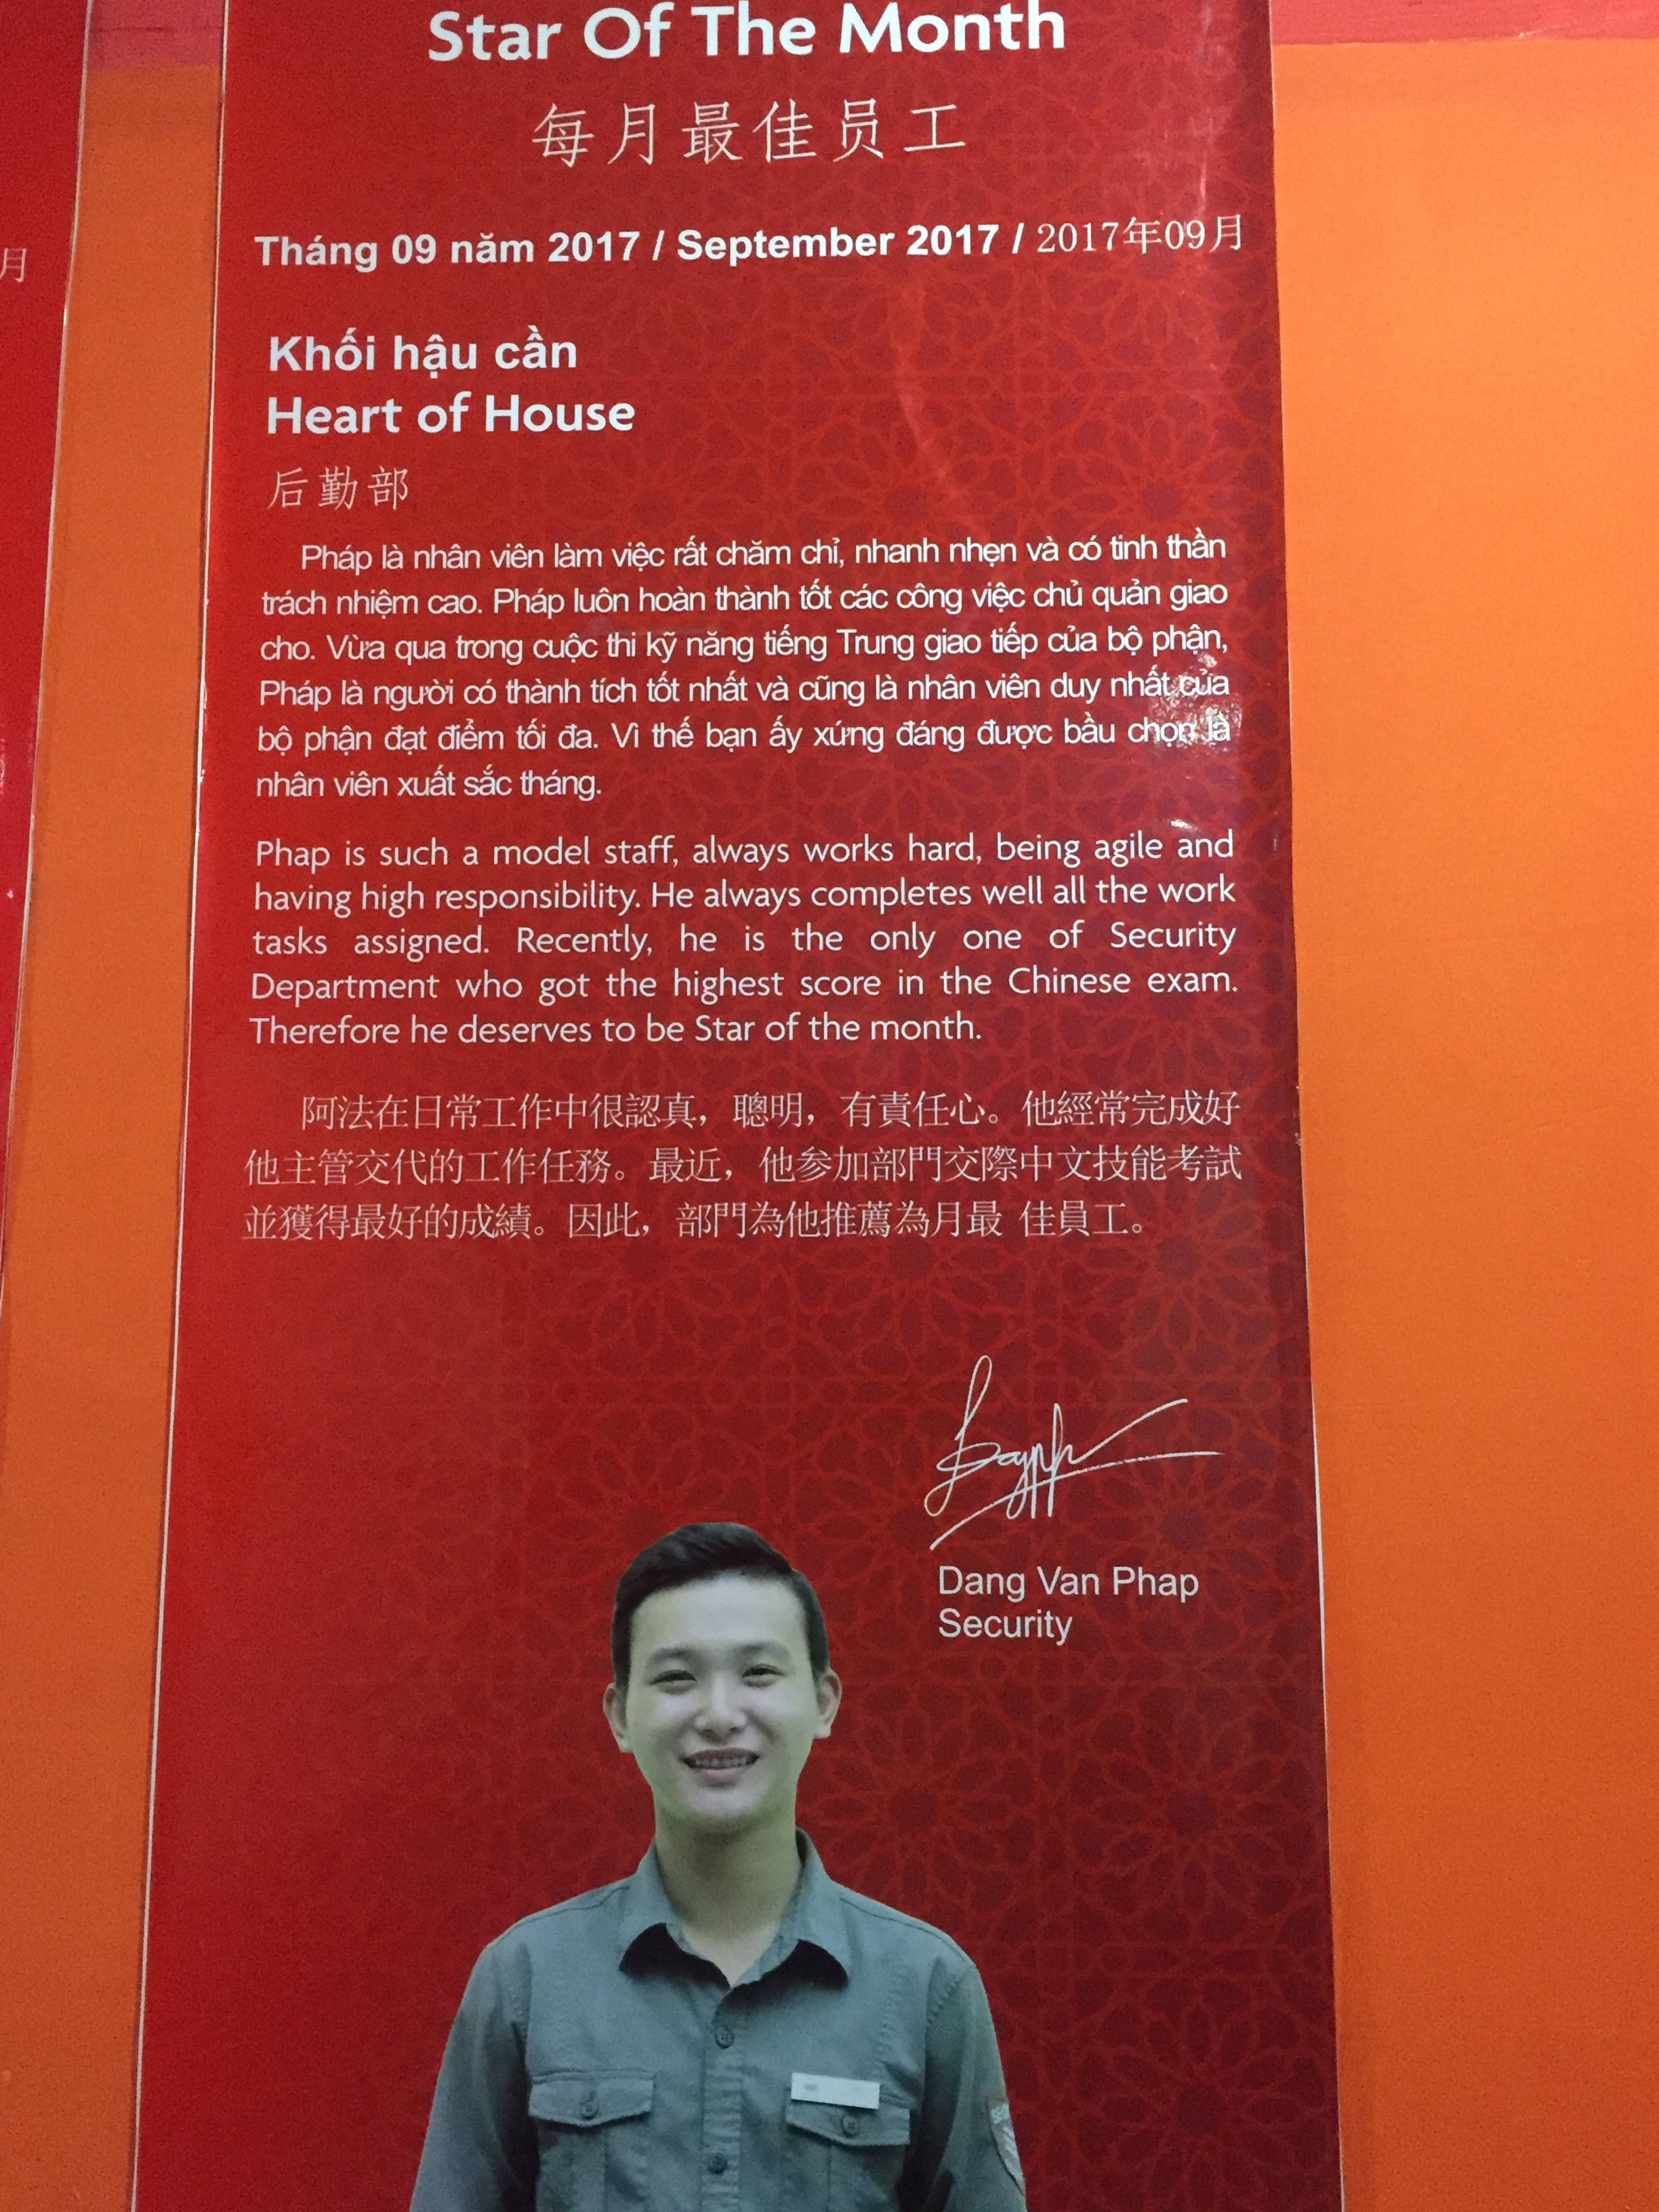 Star Of The Month
每月最佳员工
Tháng 09 năm 2017 / September 2017 / 2017年09月
月
Khối hậu cần
Heart of House
后勤部
Pháp là nhân viên làm việc rất chăm chỉ, nhanh nhẹn và có tinh thần
trách nhiệm cao. Pháp luôn hoàn thành tốt các công việc chủ quản giao
cho. Vừa qua trong cuộc thi kỹ năng tiếng Trung giao tiếp của bộ phận,
Pháp là người có thành tích tốt nhất và cũng là nhân viên duy nhất của
bộ phận đạt điểm tối đa. Vì thế bạn ấy xứng đáng được bầu chọn là
nhân viên xuất sắc tháng.
Phap is such a model staff, always works hard, being agile and
having high responsibility. He always completes well all the work
tasks assigned. Recently, he is the only one of Security
Department who got the highest score in the Chinese exam.
Therefore he deserves to be Star of the month.
阿法在日常工作中很認真，聰明，有責任心。他經常完成好
他主管交代的工作任務。最近，他參加部門交際中文技能考試
並獲得最好的成績。因此，部門為他推薦為月最 佳員工。
Dang Van Phap
Security